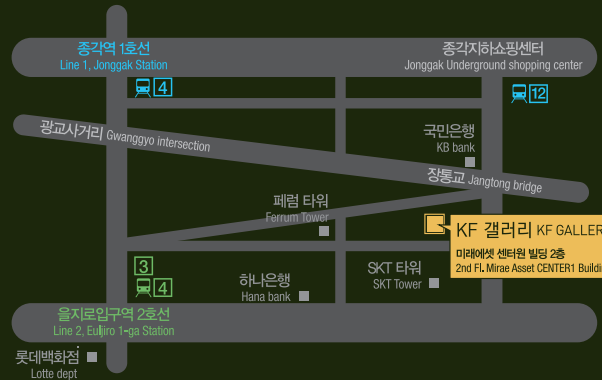 종각역 1호선
Line 1, Jonggak Station
4
종각지하쇼핑센터
Jonggak Underground shopping center
12
광교사거리 Gwanggyo intersection
국민은행
KB bank
장통교 Jangtong bridge
페럼 타워
Ferrum Tower
KF 갤러리 KF GALLER
미래에셋 센터원 빌딩 2층
2nd Fl. Mirae Asset CENTER1 Buildin
3
4
하나은행
Hana bank
SKT 타워
SKT Tower
을지로입구역 2호선
Line 2, Euljiro 1-ga Station
롯데백화점
Lotte dept